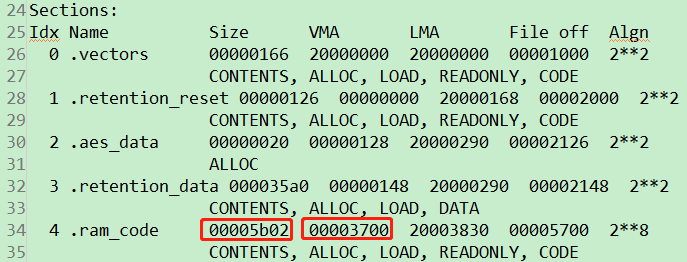 24 Sections:
25 Idx Name Size VMA LMA File off Algn
26 0 .vectors 00000166 20000000 20000000 00001000 2**2
27 CONTENTS, ALLOC, LOAD, READONLY, CODE
28 1 .retention_reset 00000126 00000000 20000168 00002000 2**2
29 CONTENTS, ALLOC, LOAD, READONLY, CODE
30 2 .aes_data 00000020 00000128 20000290 00002126 2**2
31 ALLOC
32 3 .retention_data 000035a0 00000148 20000290 00002148 2**2
33 CONTENTS, ALLOC, LOAD, DATA
34 4 .ram_code 00005b02 00003700 20003830 00005700 2**8
35 CONTENTS, ALLOC, LOAD, READONLY, CODE